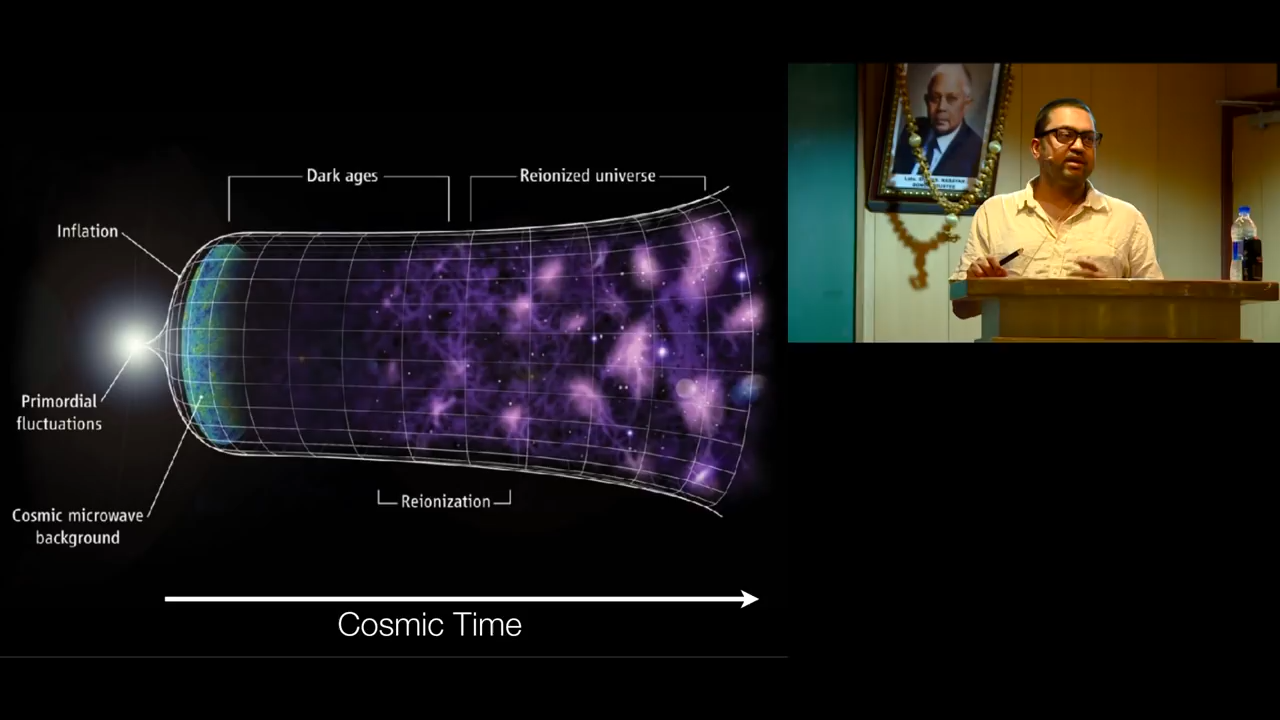 Dark ages
Reionized universe
Inflation
Primordial
fluctuations
Reionization
Cosmic microwave
background
Cosmic Time